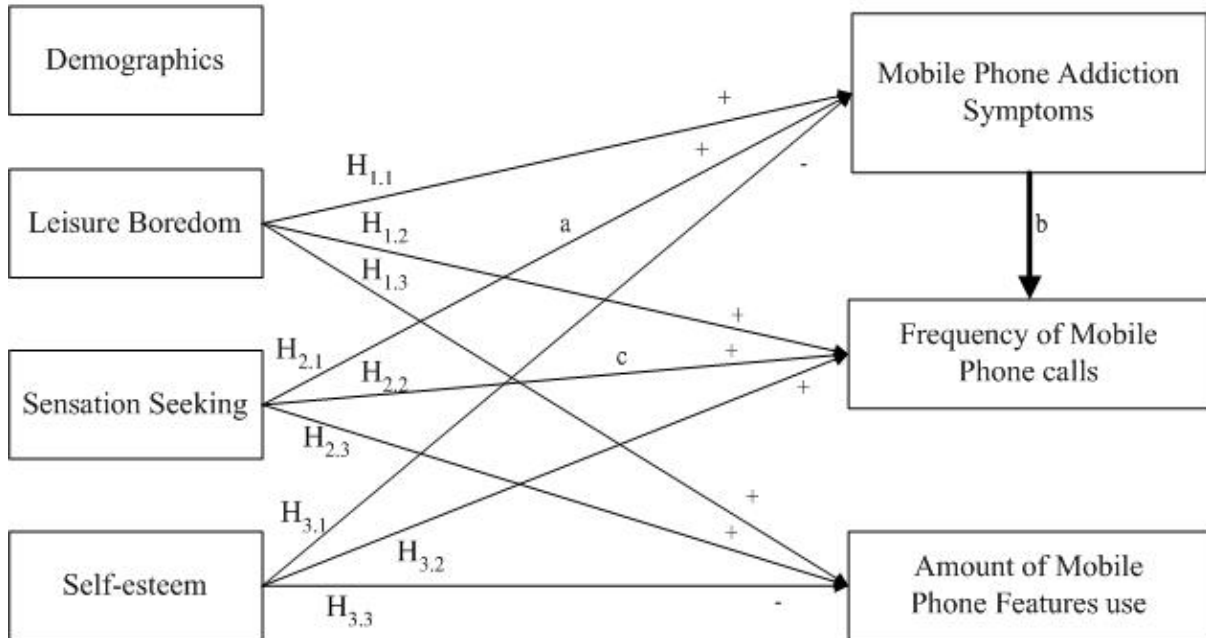 Demographics
Mobile Phone Addiction
Symptoms
+
+
-
H1.1
Leisure Boredom
H1.2
a
b
H1.3
+
Frequency of Mobile
Phone calls
H2.1
c
+
H2.2
+
Sensation Seeking
H2.3
+
H3.1
+
H3.2
Self-esteem
Amount of Mobile
Phone Features use
H3.3
-